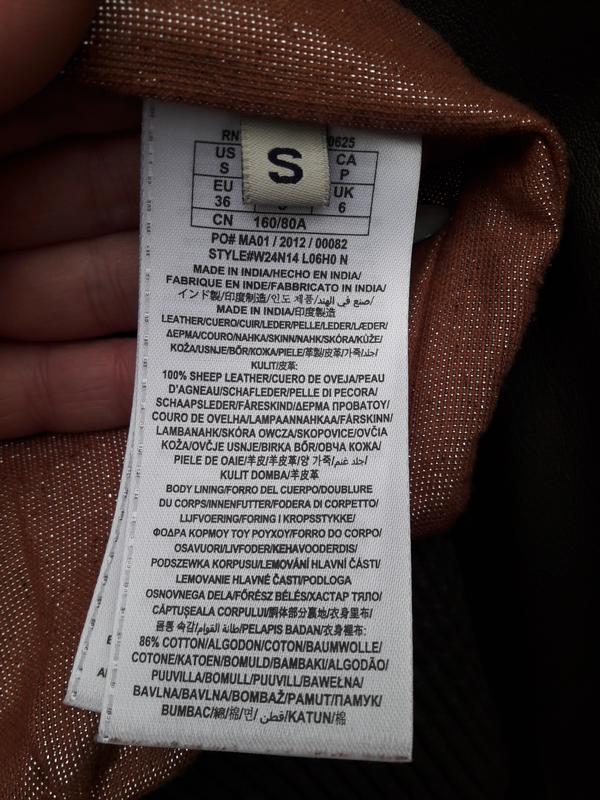 RN 0625
S
US CA
S P
EU UK
36 6
CN 160/80A
PO# MA01 / 2012 / 00082
STYLE#W24N14 L06H0 N
MADE IN INDIA/HECHO EN INDIA/
FABRIQUE EN INDE/FABBRICATO IN INDIA/
インド製/印度制造/인도 제품/صنع في الهند/
MADE IN INDIA/印度製造
LEATHER/CUERO/CUIR/LEDER/PELLE/LEDER/LÆDER/
ΔΕΡΜΑ/COURO/NAHKA/SKINN/NAHK/SKÓRA/KŮŽE/
KOŽA/USNJE/BŐR/КОЖА/PIELE/革製/皮革/가죽/جلد/
KULIT/皮革:
100% SHEEP LEATHER/CUERO DE OVEJA/PEAU
D'AGNEAU/SCHAFLEDER/PELLE DI PECORA/
SCHAAPSLEDER/FÅRESKIND/ΔΕΡΜΑ ΠΡΟΒΑΤΟΥ/
COURO DE OVELHA/LAMPAANNAHKAA/FÅRSKINN/
LAMBANAHK/SKÓRA OWCZA/SKOPOVICE/OVČIA
KOŽA/OVČJE USNJE/BIRKA BŐR/ОВЧА КОЖА/
PIELE DE OAIE/羊皮/羊皮革/양 가죽/جلد غنم/
KULIT DOMBA/羊皮革
BODY LINING/FORRO DEL CUERPO/DOUBLURE
DU CORPS/INNENFUTTER/FODERA DI CORPETTO/
LIJFVOERING/FORING I KROPSSTYKKE/
ΦΟΔΡΑ ΚΟΡΜΟΥ ΤΟΥ ΡΟΥΧΟΥ/FORRO DO CORPO/
OSAVUORI/LIVFODER/KEHAVOODERDIS/
PODSZEWKA KORPUSU/LEMOVÁNÍ HLAVNÍ ČÁSTI/
LEMOVANIE HLAVNÉ ČASTI/PODLOGA
OSNOVNEGA DELA/FŐRÉSZ BÉLÉS/ХАСТАР ТЯЛО/
CĂPTUȘEALA CORPULUI/胴体部分裏地/衣身里布/
몸통 속감/طانة القوام/PELAPIS BADAN/衣身裡布:
86% COTTON/ALGODÓN/COTON/BAUMWOLLE/
COTONE/KATOEN/BOMULD/ΒΑΜΒΑΚΙ/ALGODÃO/
PUUVILLA/BOMULL/PUUVILL/BAWEŁNA/
BAVLNA/BAVLNA/BOMBAŽ/PAMUT/ПАМУК/
BUMBAC/綿/棉/면/قطن/KATUN/棉